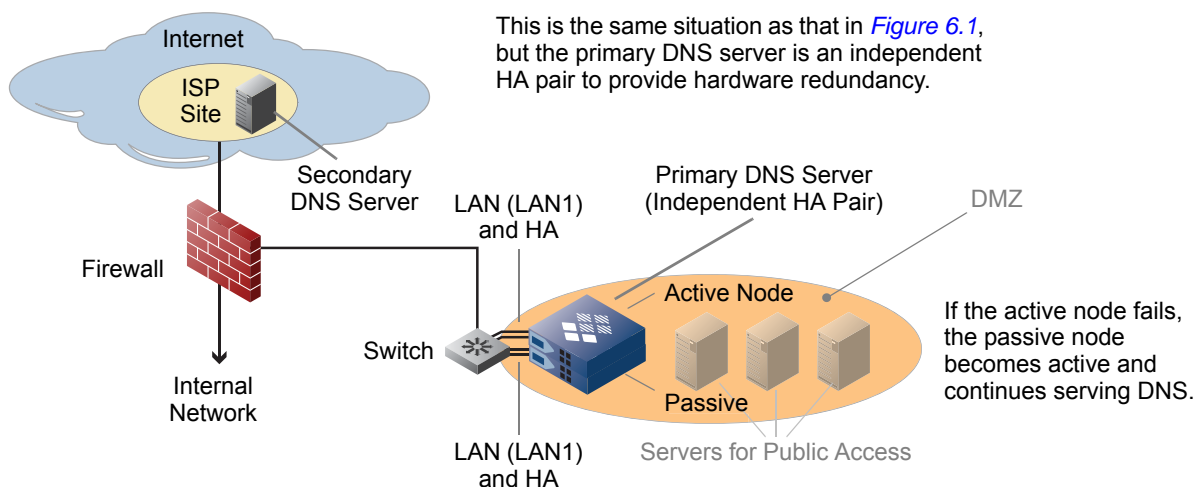 This is the same situation as that in Figure 6.1,
but the primary DNS server is an independent
HA pair to provide hardware redundancy.
Internet
ISP
Site
Secondary
DNS Server
Primary DNS Server
(Independent HA Pair)
DMZ
LAN (LAN1)
and HA
Firewall
Active Node
Switch
Passive
If the active node fails,
the passive node
becomes active and
continues serving DNS.
Internal
Network
LAN (LAN1)
and HA
Servers for Public Access